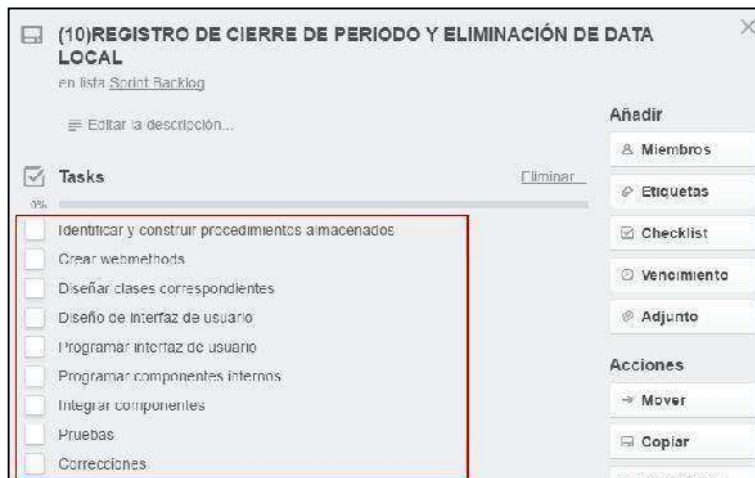 (10)REGISTRO DE CIERRE DE PERIODO Y ELIMINACIÓN DE DATA
LOCAL
en lista Sprint Backlog
Editar la descripción...
Tasks
Eliminar...
0%
Identificar y construir procedimientos almacenados
Crear webmethods
Diseñar clases correspondientes
Diseño de interfaz de usuario
Programar interfaz de usuario
Programar componentes internos
Integrar componentes
Pruebas
Correcciones
Añadir
Miembros
Etiquetas
Checklist
Vencimiento
Adjunto
Acciones
Mover
Copiar